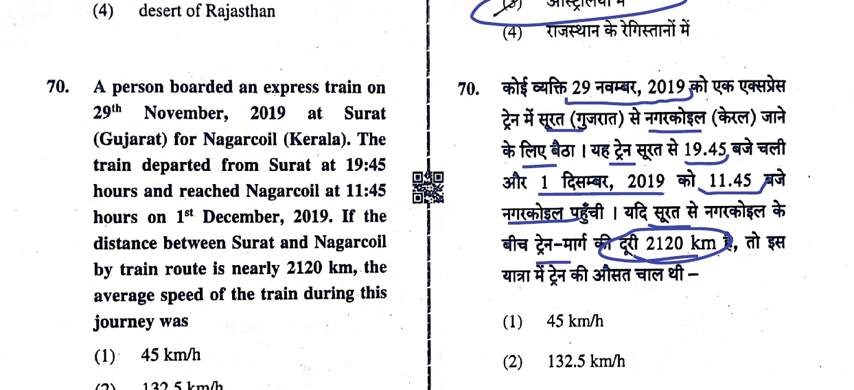 (4) desert of Rajasthan
70. A person boarded an express train on
29th November, 2019 at Surat
(Gujarat) for Nagarcoil (Kerala). The
train departed from Surat at 19:45
hours and reached Nagarcoil at 11:45
hours on 1st December, 2019. If the
distance between Surat and Nagarcoil
by train route is nearly 2120 km, the
average speed of the train during this
journey was
(1) 45 km/h
(2) 132.5 km/h
(3) ऑस्ट्रेलिया में
(4) राजस्थान के रेगिस्तानों में
70. कोई व्यक्ति 29 नवम्बर, 2019 को एक एक्सप्रेस
ट्रेन में सूरत (गुजरात) से नगरकोइल (केरल) जाने
के लिए बैठा । यह ट्रेन सूरत से 19.45 बजे चली
और 1 दिसम्बर, 2019 को 11.45 बजे
नगरकोइल पहुँची । यदि सूरत से नगरकोइल के
बीच ट्रेन-मार्ग की दूरी 2120 km है, तो इस
यात्रा में ट्रेन की औसत चाल थी –
(1) 45 km/h
(2) 132.5 km/h